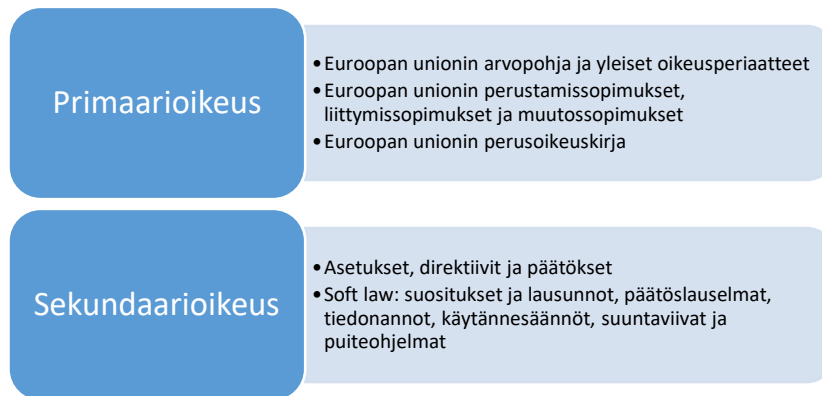 Primaarioikeus
•Euroopan unionin arvopohja ja yleiset oikeusperiaatteet
•Euroopan unionin perustamissopimukset,
liittymissopimukset ja muutossopimukset
•Euroopan unionin perusoikeuskirja
Sekundaarioikeus
•Asetukset, direktiivit ja päätökset
•Soft law: suositukset ja lausunnot, päätöslauselmat,
tiedonannot, käytännesäännöt, suuntaviivat ja
puiteohjelmat